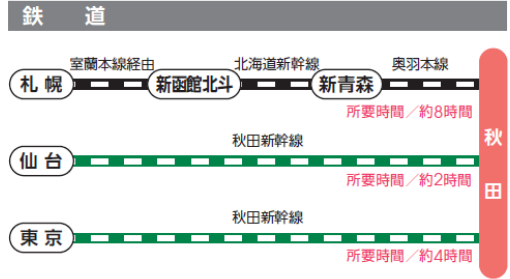 鉄道
室蘭本線経由 北海道新幹線 奥羽本線
札幌 新函館北斗 新青森
所要時間／約8時間
秋田新幹線
仙台
所要時間／約2時間
秋田新幹線
東京
所要時間／約4時間
秋田